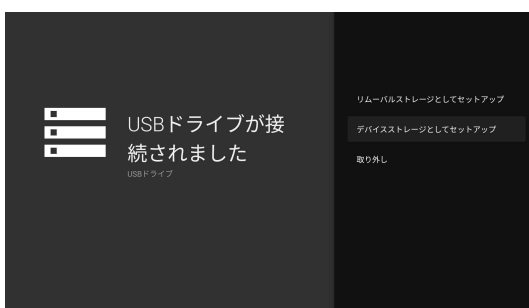 USBドライブが接
続されました
USBドライブ
リムーバルストレージとしてセットアップ
デバイスストレージとしてセットアップ
取り外し